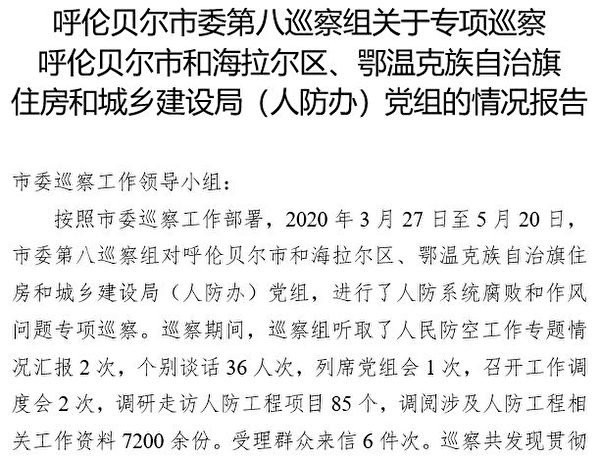 呼伦贝尔市委第八巡察组关于专项巡察
呼伦贝尔市和海拉尔区、鄂温克族自治旗
住房和城乡建设局（人防办）党组的情况报告
市委巡察工作领导小组：
按照市委巡察工作部署，2020 年 3 月 27 日至 5 月 20 日，
市委第八巡察组对呼伦贝尔市和海拉尔区、鄂温克族自治旗住
房和城乡建设局（人防办）党组，进行了人防系统腐败和作风
问题专项巡察。巡察期间，巡察组听取了人民防空工作专题情
况汇报 2 次，个别谈话 36 人次，列席党组会 1 次，召开工作调
度会 2 次，调研走访人防工程项目 85 个，调阅涉及人防工程相
关工作资料 7200 余份。受理群众来信 6 件次。巡察共发现贯彻